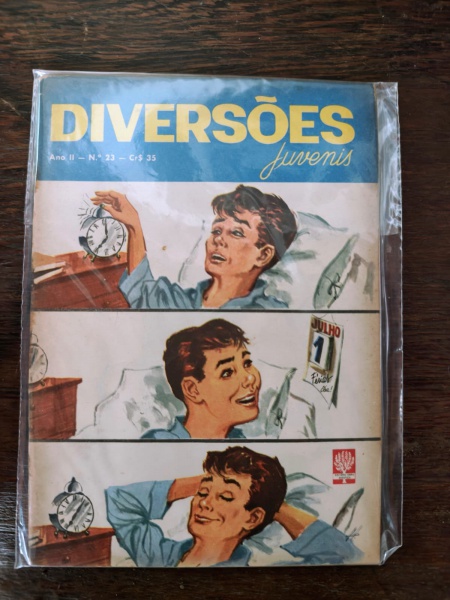 DIVERSÕES
Juvenis
Ano II — N.º 23 — Cr$ 35
JULHO
1